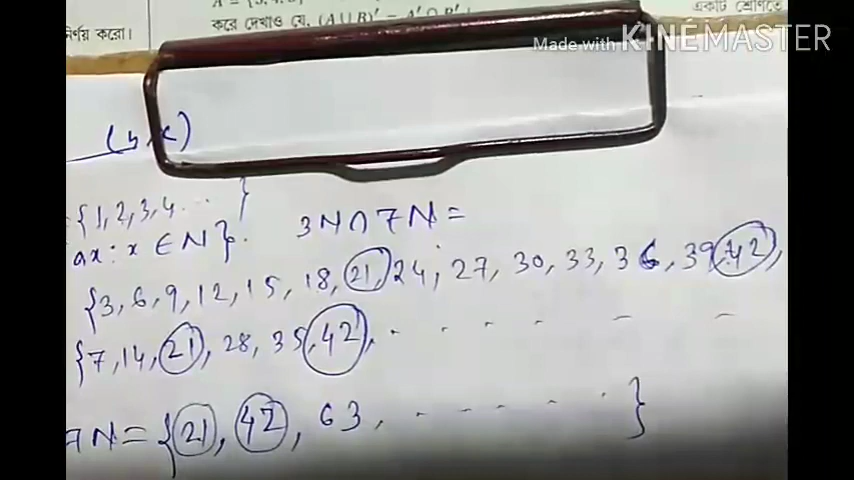 করে দেখাও যে, (A∪B)′ = A′∩B′
একটি শ্রেণিতে
নির্ণয় করো।
Made with KINEMASTER
={1,2,3,4... }
ax : x ∈ N}. 3N∩7N=
{3, 6, 9, 12, 15, 18, 21, 24, 27, 30, 33, 36, 39, 42,
{7, 14, 21, 28, 35, 42, . - - - - -
7N = {21, 42, 63, . - - - . }